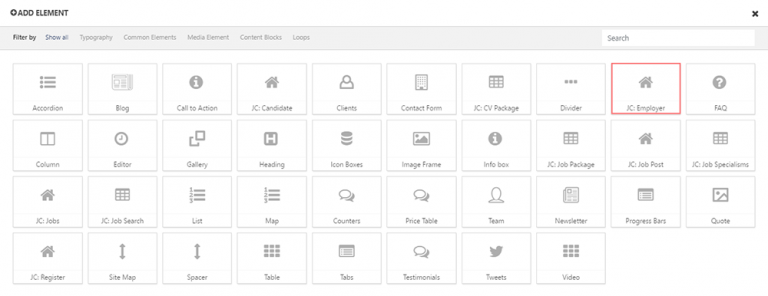 ADD ELEMENT
Filter by Show all Typography Common Elements Media Element Content Blocks Loops Search
Accordion Blog Call to Action JC: Candidate Clients Contact Form JC: CV Package Divider JC: Employer FAQ
Column Editor Gallery Heading Icon Boxes Image Frame Info box JC: Job Package JC: Job Post JC: Job Specialisms
JC: Jobs JC: Job Search List Map Counters Price Table Team Newsletter Progress Bars Quote
JC: Register Site Map Spacer Table Tabs Testimonials Tweets Video